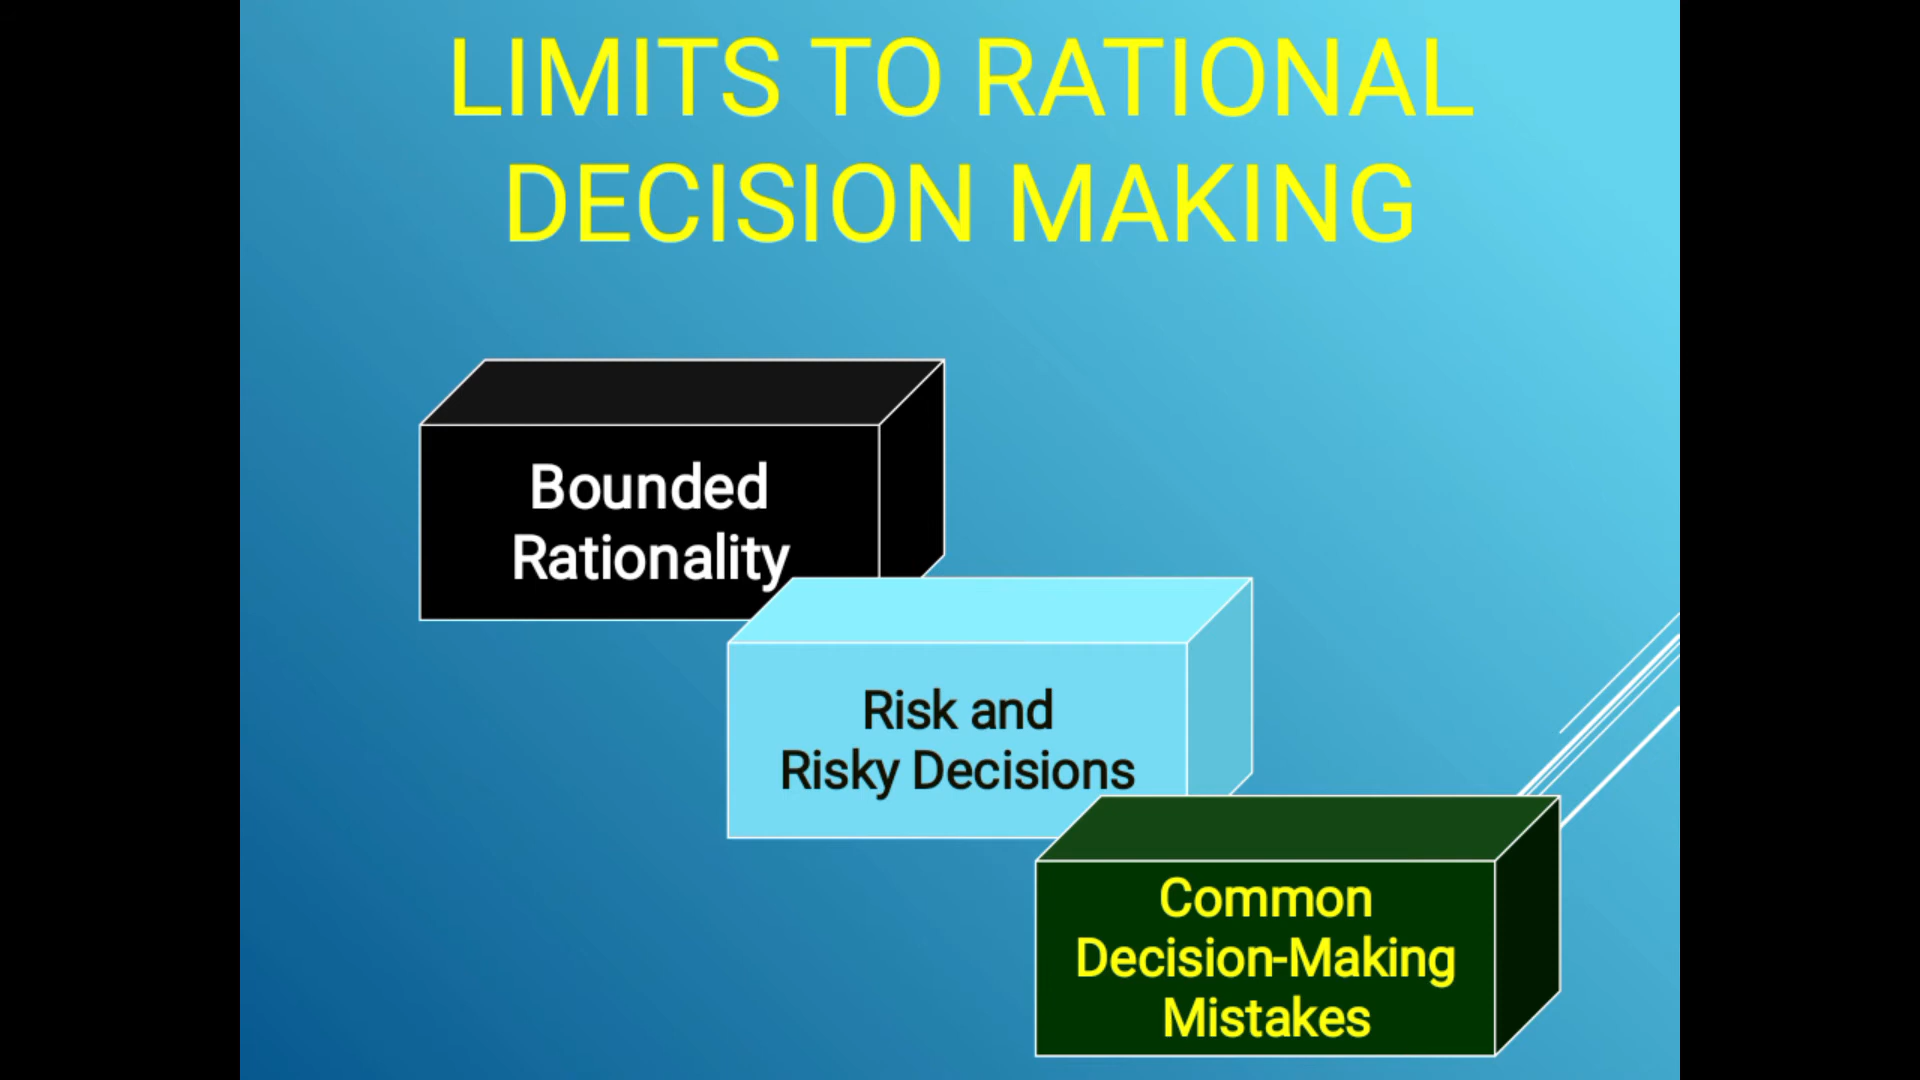 LIMITS TO RATIONAL
DECISION MAKING
Bounded
Rationality
Risk and
Risky Decisions
Common
Decision-Making
Mistakes